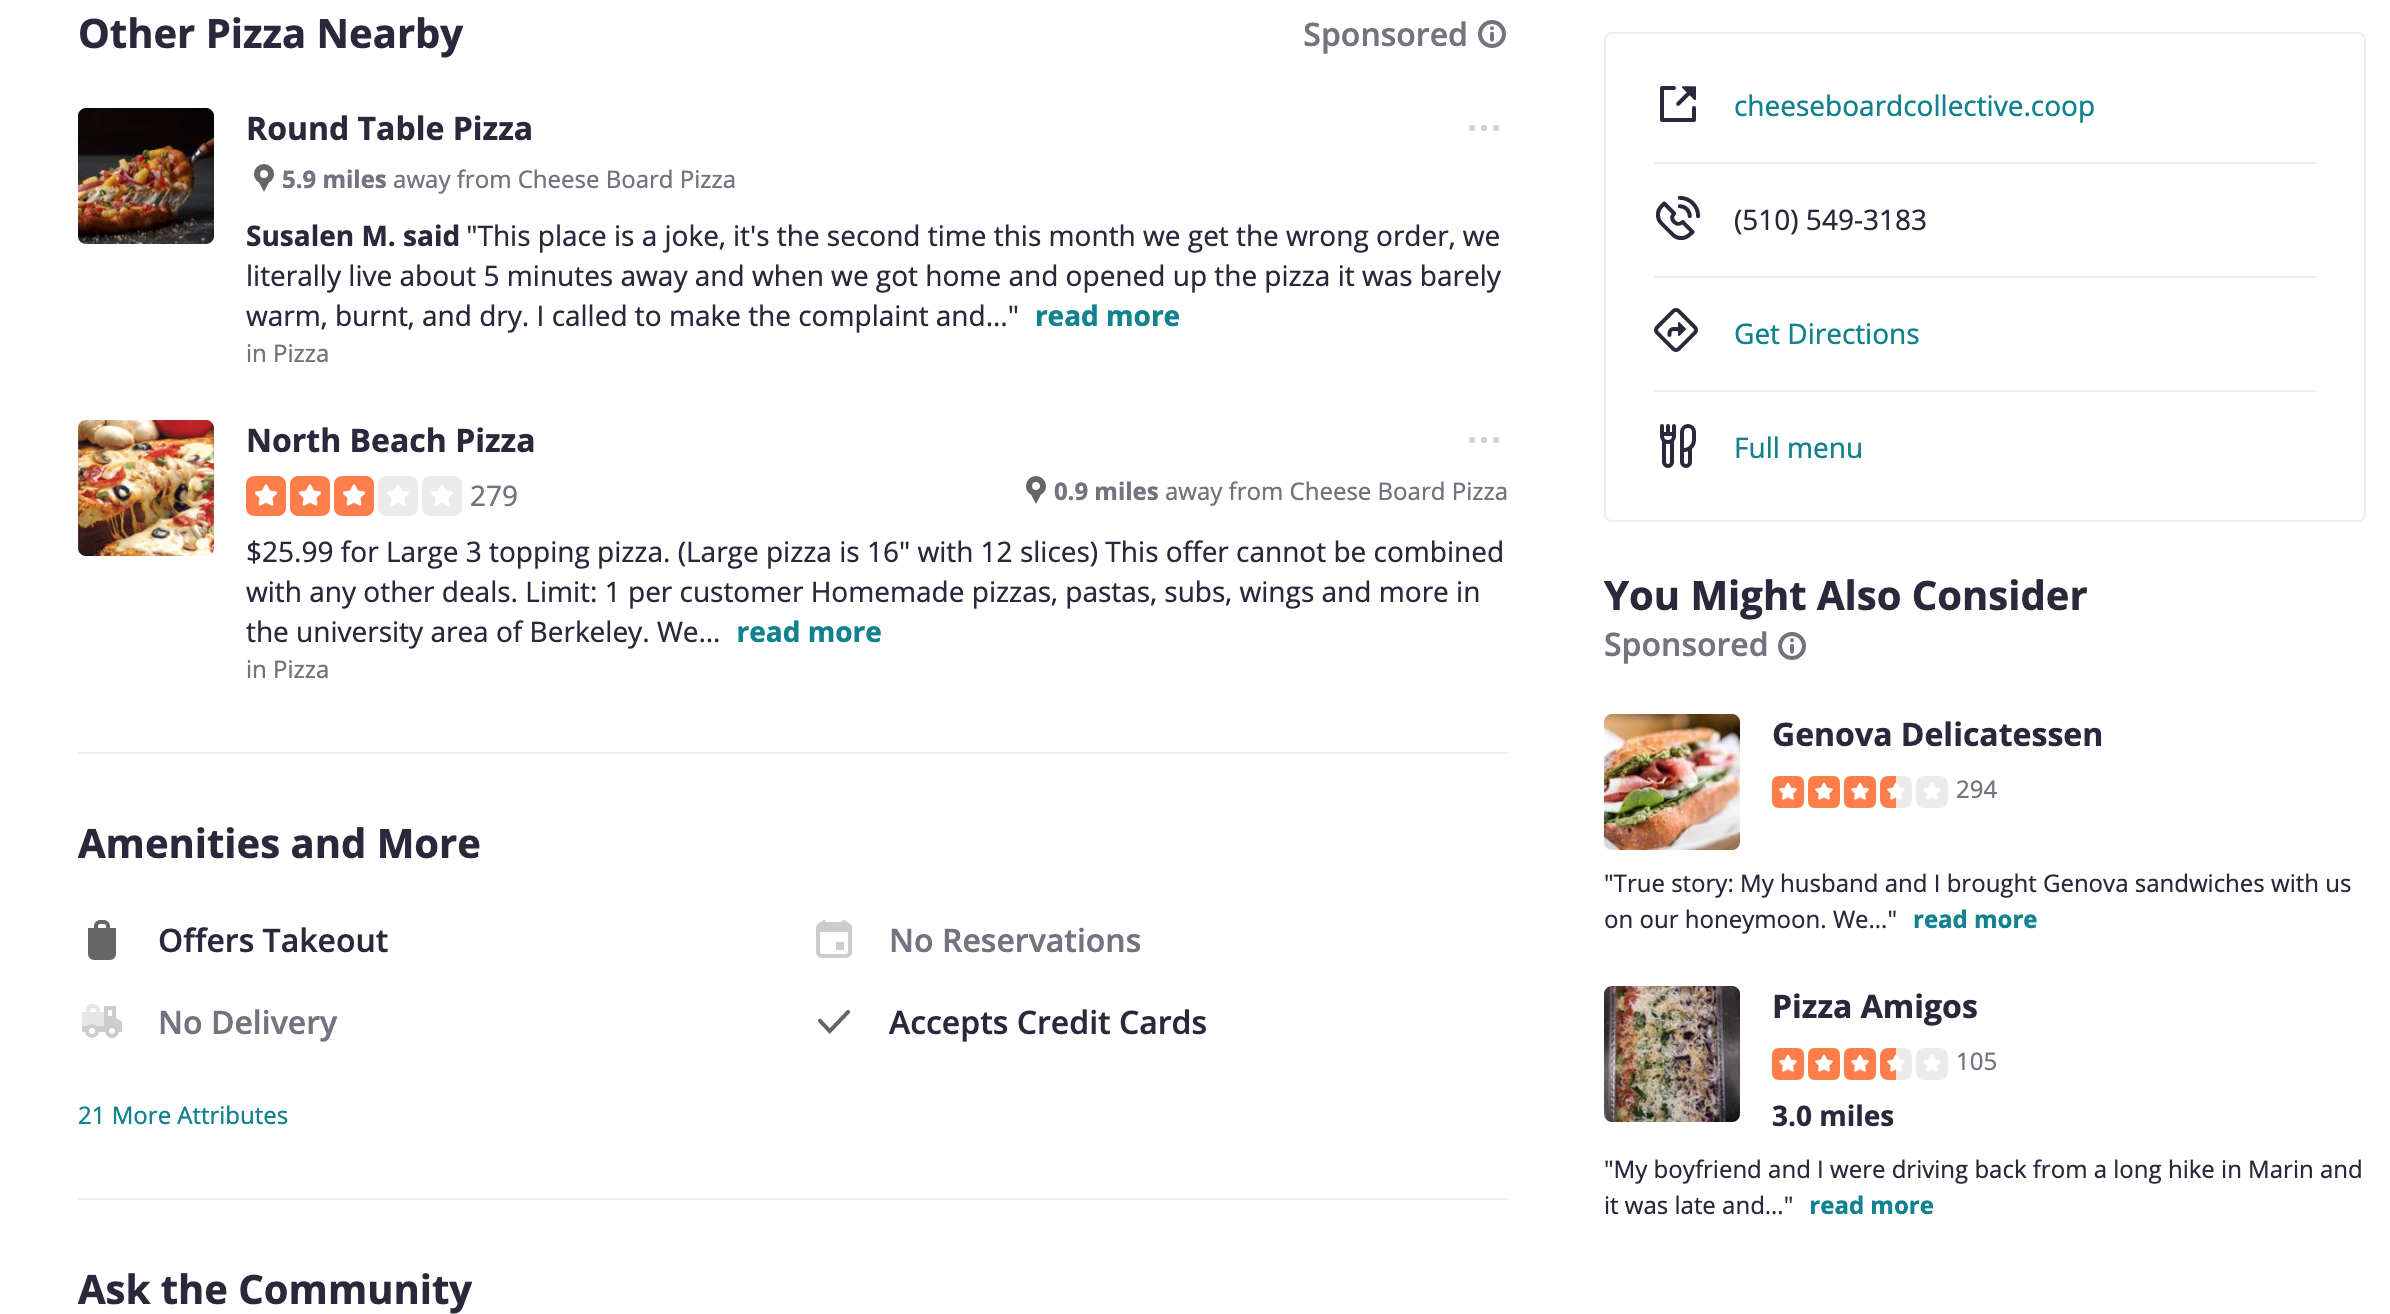 Other Pizza Nearby
Sponsored
Round Table Pizza
5.9 miles away from Cheese Board Pizza
Susalen M. said "This place is a joke, it's the second time this month we get the wrong order, we
literally live about 5 minutes away and when we got home and opened up the pizza it was barely
warm, burnt, and dry. I called to make the complaint and..." read more
in Pizza
North Beach Pizza
279
0.9 miles away from Cheese Board Pizza
$25.99 for Large 3 topping pizza. (Large pizza is 16" with 12 slices) This offer cannot be combined
with any other deals. Limit: 1 per customer Homemade pizzas, pastas, subs, wings and more in
the university area of Berkeley. We... read more
in Pizza
Amenities and More
Offers Takeout
No Reservations
No Delivery
Accepts Credit Cards
21 More Attributes
Ask the Community
cheeseboardcollective.coop
(510) 549-3183
Get Directions
Full menu
You Might Also Consider
Sponsored
Genova Delicatessen
294
"True story: My husband and I brought Genova sandwiches with us
on our honeymoon. We..." read more
Pizza Amigos
105
3.0 miles
"My boyfriend and I were driving back from a long hike in Marin and
it was late and..." read more